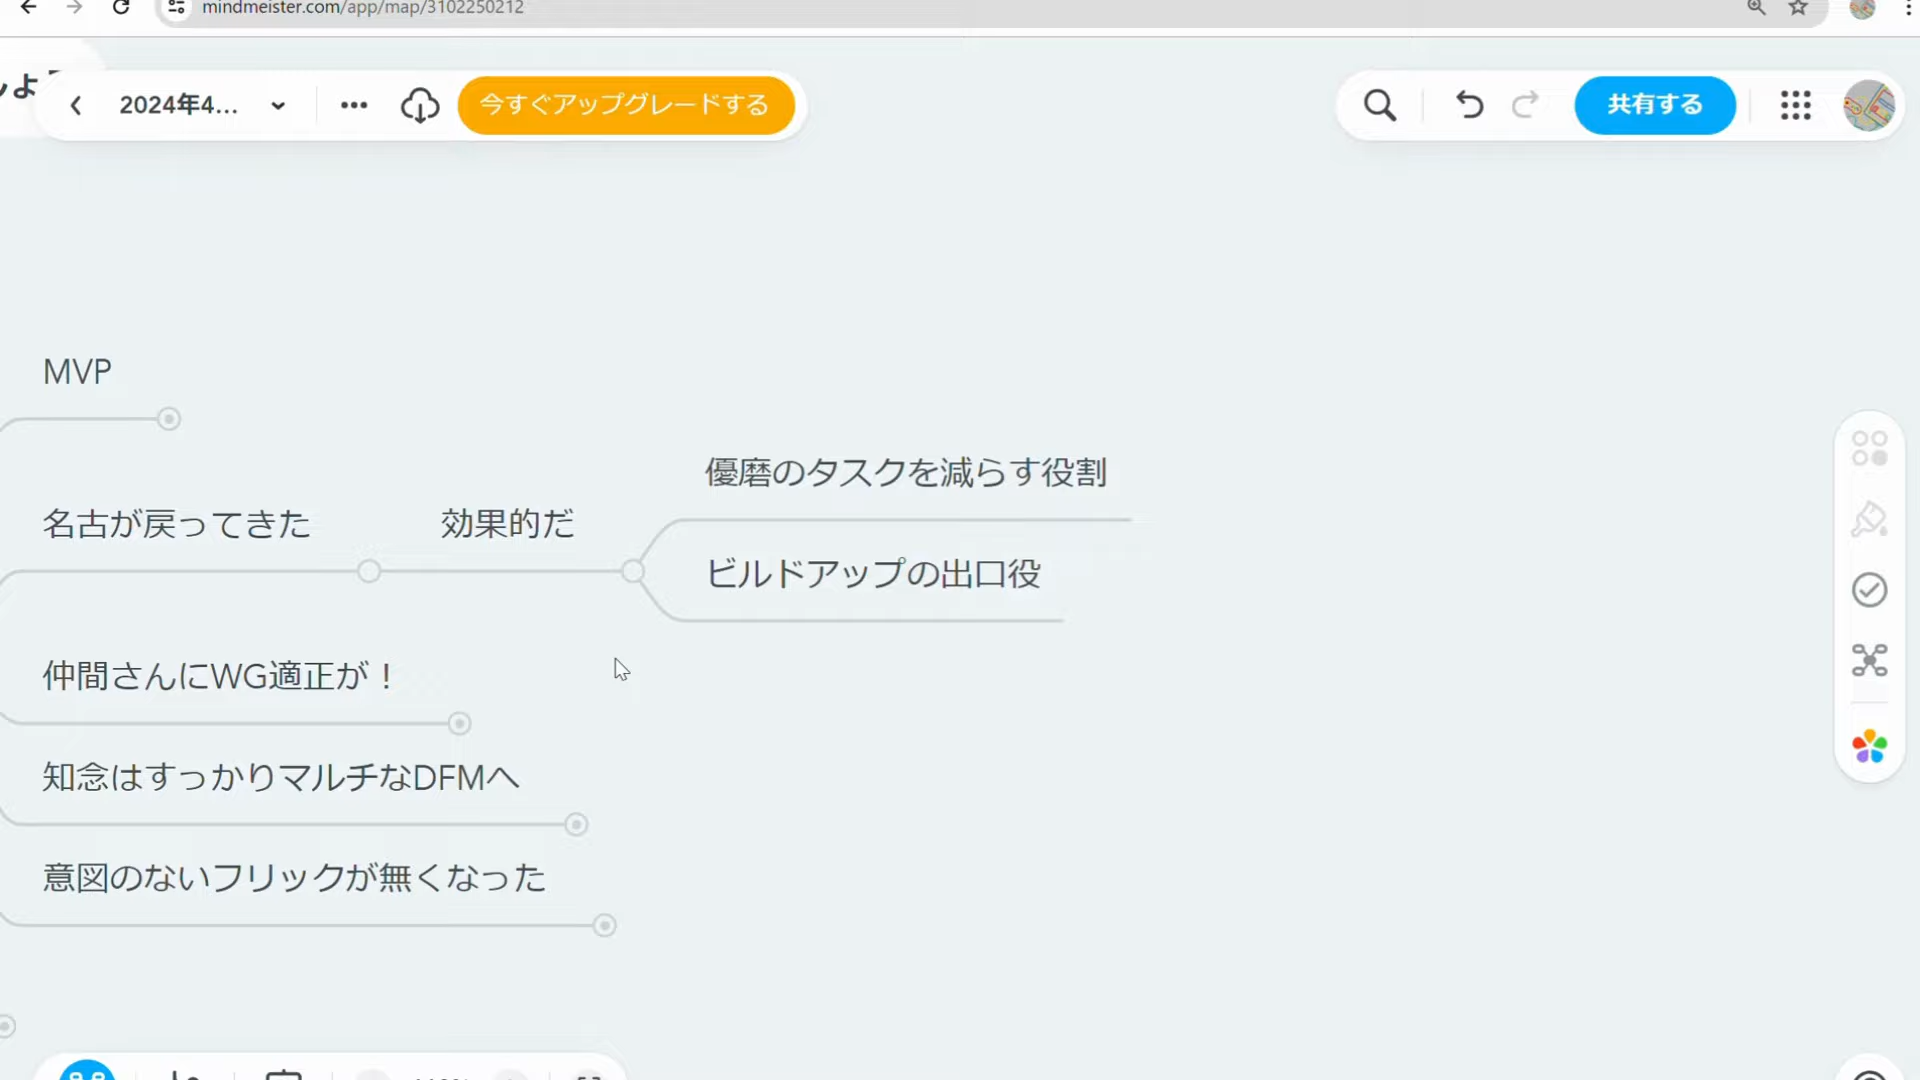 mindmeister.com/app/map/3102250212
2024年4...
今すぐアップグレードする
共有する
MVP
優磨のタスクを減らす役割
名古が戻ってきた
効果的だ
ビルドアップの出口役
仲間さんにWG適正が！
知念はすっかりマルチなDFMへ
意図のないフリックが無くなった